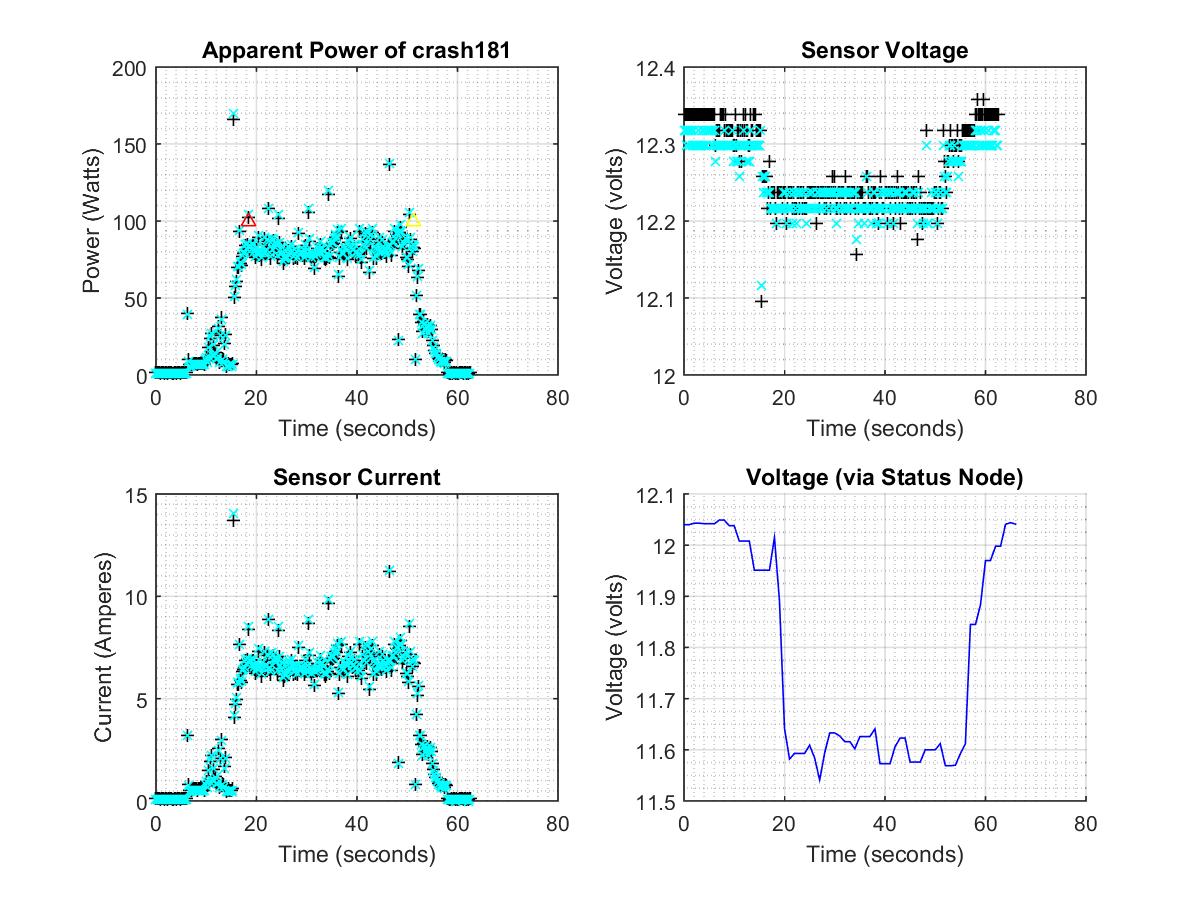 Apparent Power of crash181
200
150
100
50
0
Power (Watts)
0 20 40 60 80
Time (seconds)
Sensor Voltage
12.4
12.3
12.2
12.1
12
Voltage (volts)
0 20 40 60 80
Time (seconds)
Sensor Current
15
10
5
0
Current (Amperes)
0 20 40 60 80
Time (seconds)
Voltage (via Status Node)
12.1
12
11.9
11.8
11.7
11.6
11.5
Voltage (volts)
0 20 40 60 80
Time (seconds)